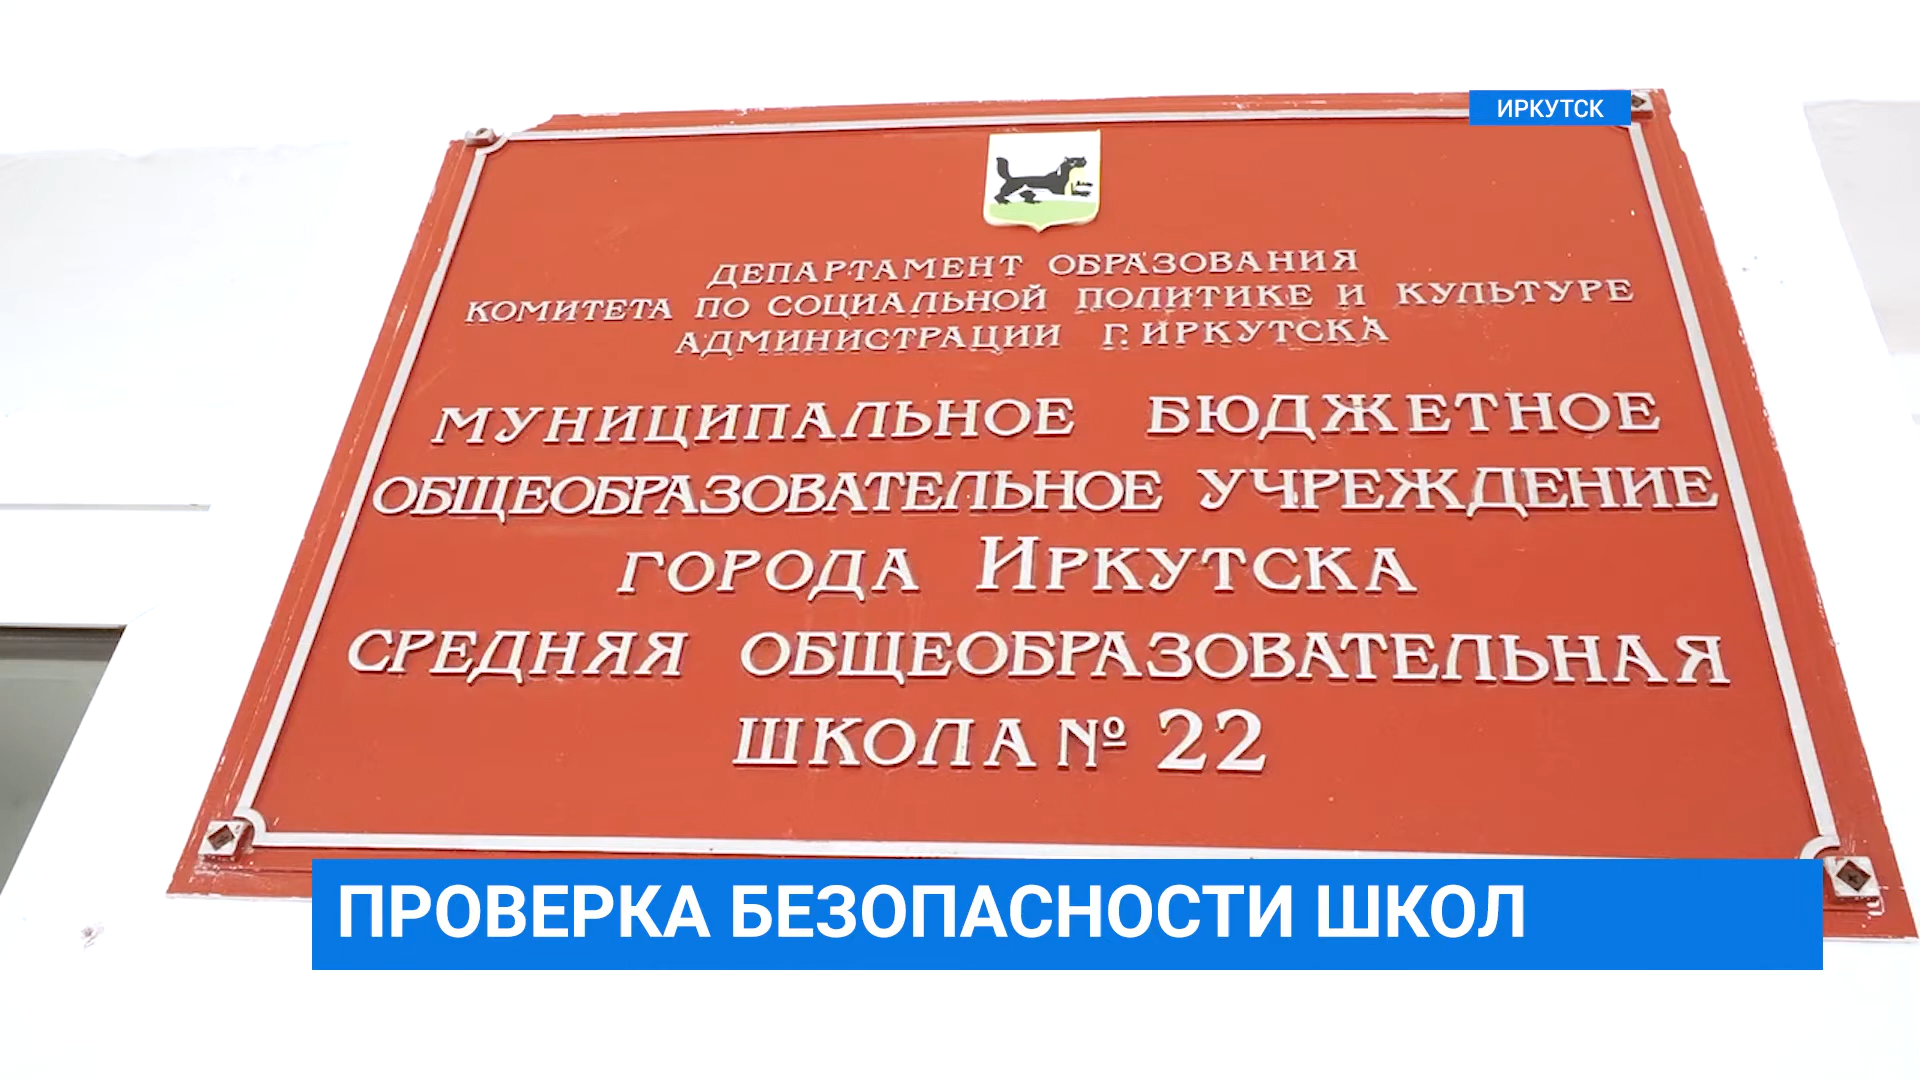 ИРКУТСК
ДЕПАРТАМЕНТ ОБРАЗОВАНИЯ
КОМИТЕТА ПО СОЦИАЛЬНОЙ ПОЛИТИКЕ И КУЛЬТУРЕ
АДМИНИСТРАЦИИ Г.ИРКУТСКА
МУНИЦИПАЛЬНОЕ БЮДЖЕТНОЕ
ОБЩЕОБРАЗОВАТЕЛЬНОЕ УЧРЕЖДЕНИЕ
ГОРОДА ИРКУТСКА
СРЕДНЯЯ ОБЩЕОБРАЗОВАТЕЛЬНАЯ
ШКОЛА № 22
ПРОВЕРКА БЕЗОПАСНОСТИ ШКОЛ